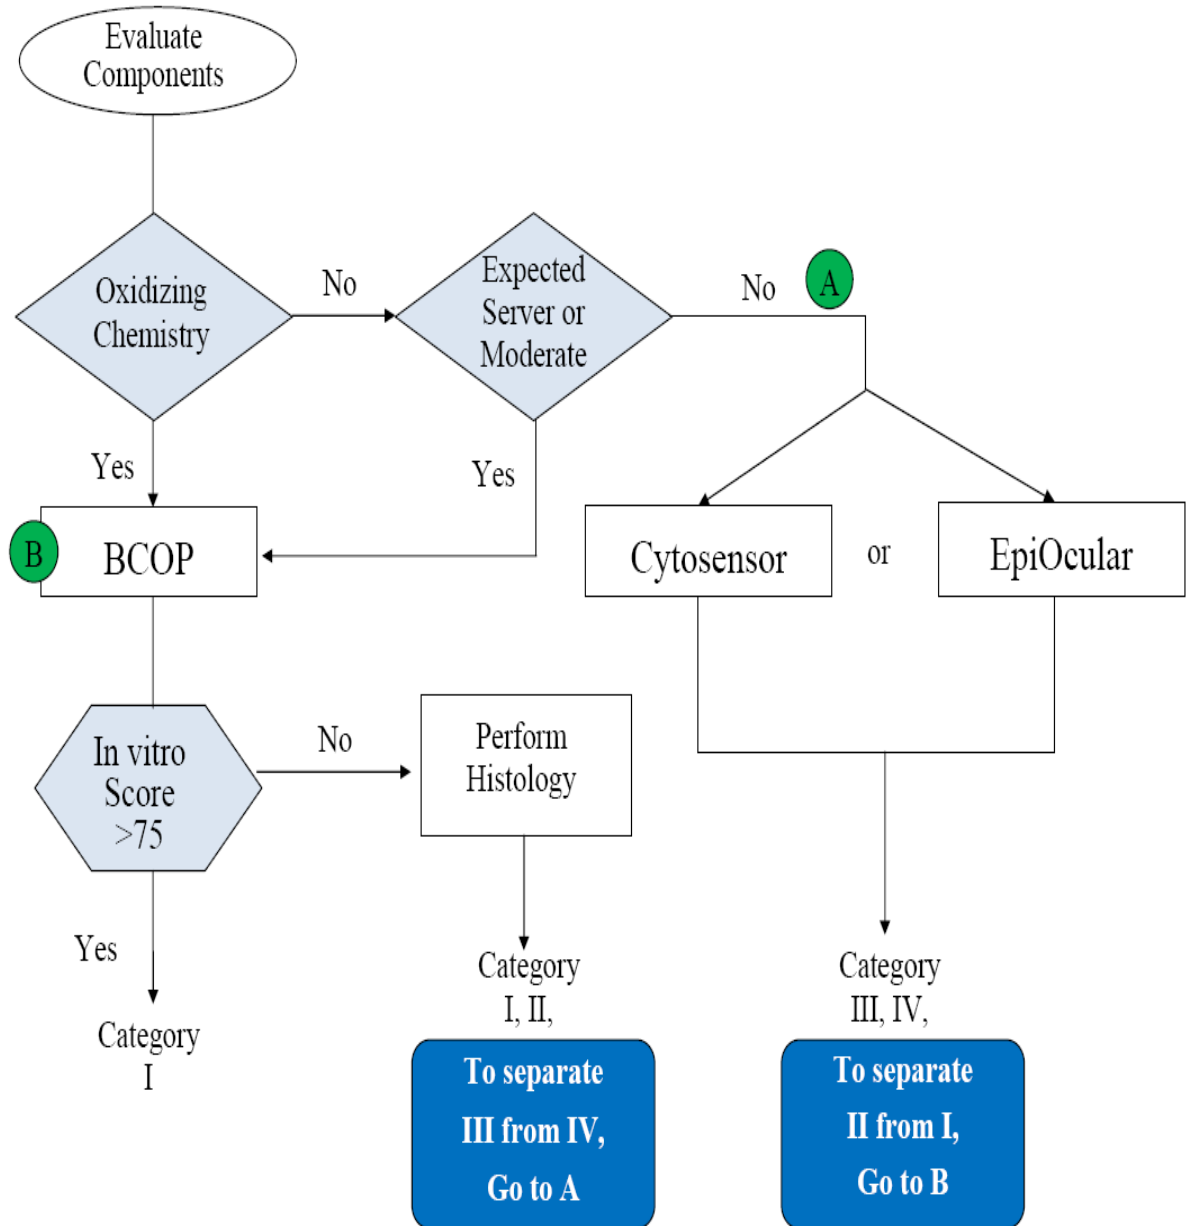 Evaluate
Components
Oxidizing
Chemistry
No
Expected
Server or
Moderate
No
A
Yes
Yes
B
BCOP
Cytosensor
or
EpiOcular
In vitro
Score
>75
No
Perform
Histology
Yes
Category
I
Category
I, II,
To separate
III from IV,
Go to A
Category
III, IV,
To separate
II from I,
Go to B